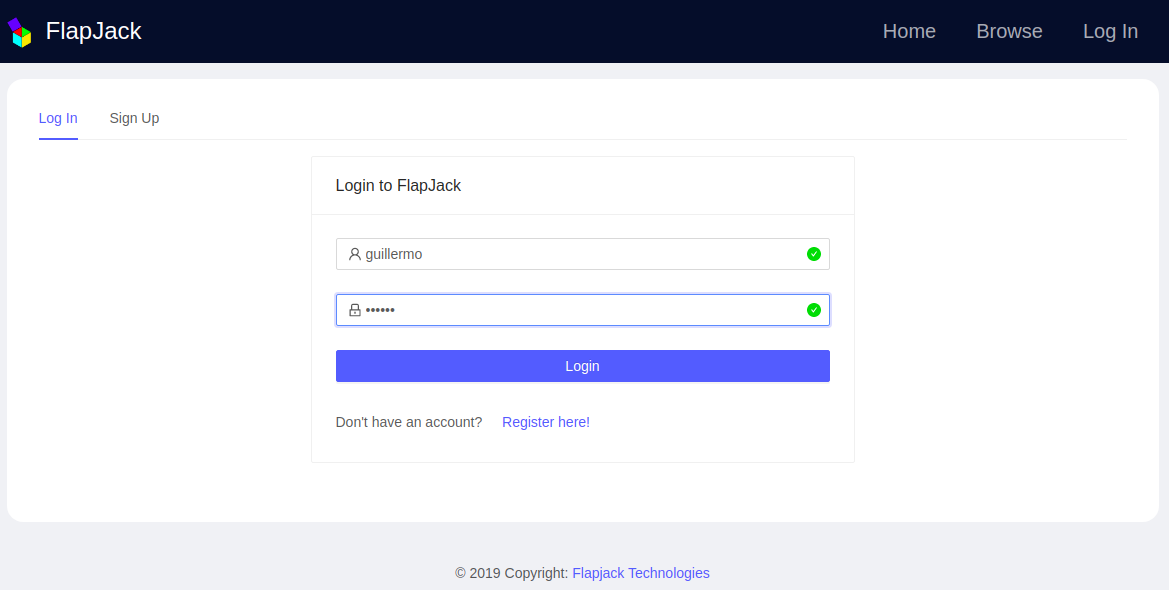 FlapJack
Home Browse Log In
Log In Sign Up
Login to FlapJack
guillermo
••••••
Login
Don't have an account? Register here!
© 2019 Copyright: Flapjack Technologies